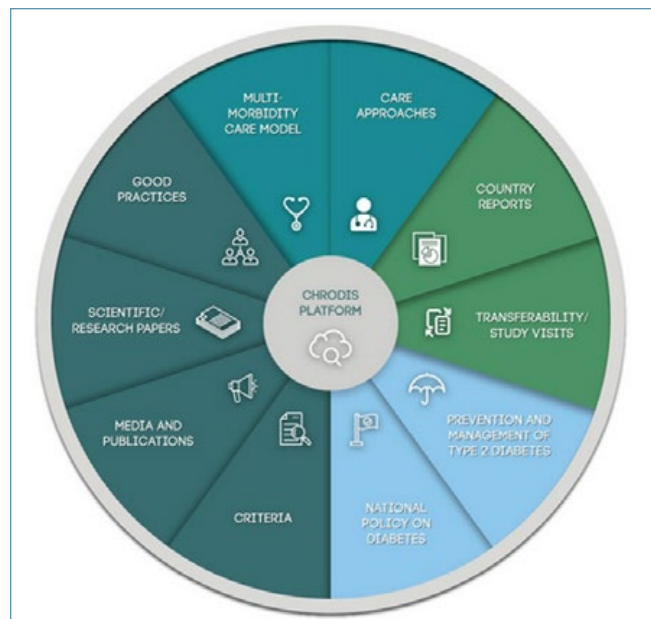 MULTI-
MORBIDITY
CARE MODEL
CARE
APPROACHES
COUNTRY
REPORTS
TRANSFERABILITY/
STUDY VISITS
PREVENTION AND
MANAGEMENT OF
TYPE 2 DIABETES
NATIONAL
POLICY ON
DIABETES
CRITERIA
MEDIA AND
PUBLICATIONS
SCIENTIFIC/
RESEARCH PAPERS
GOOD
PRACTICES
CHRODIS
PLATFORM